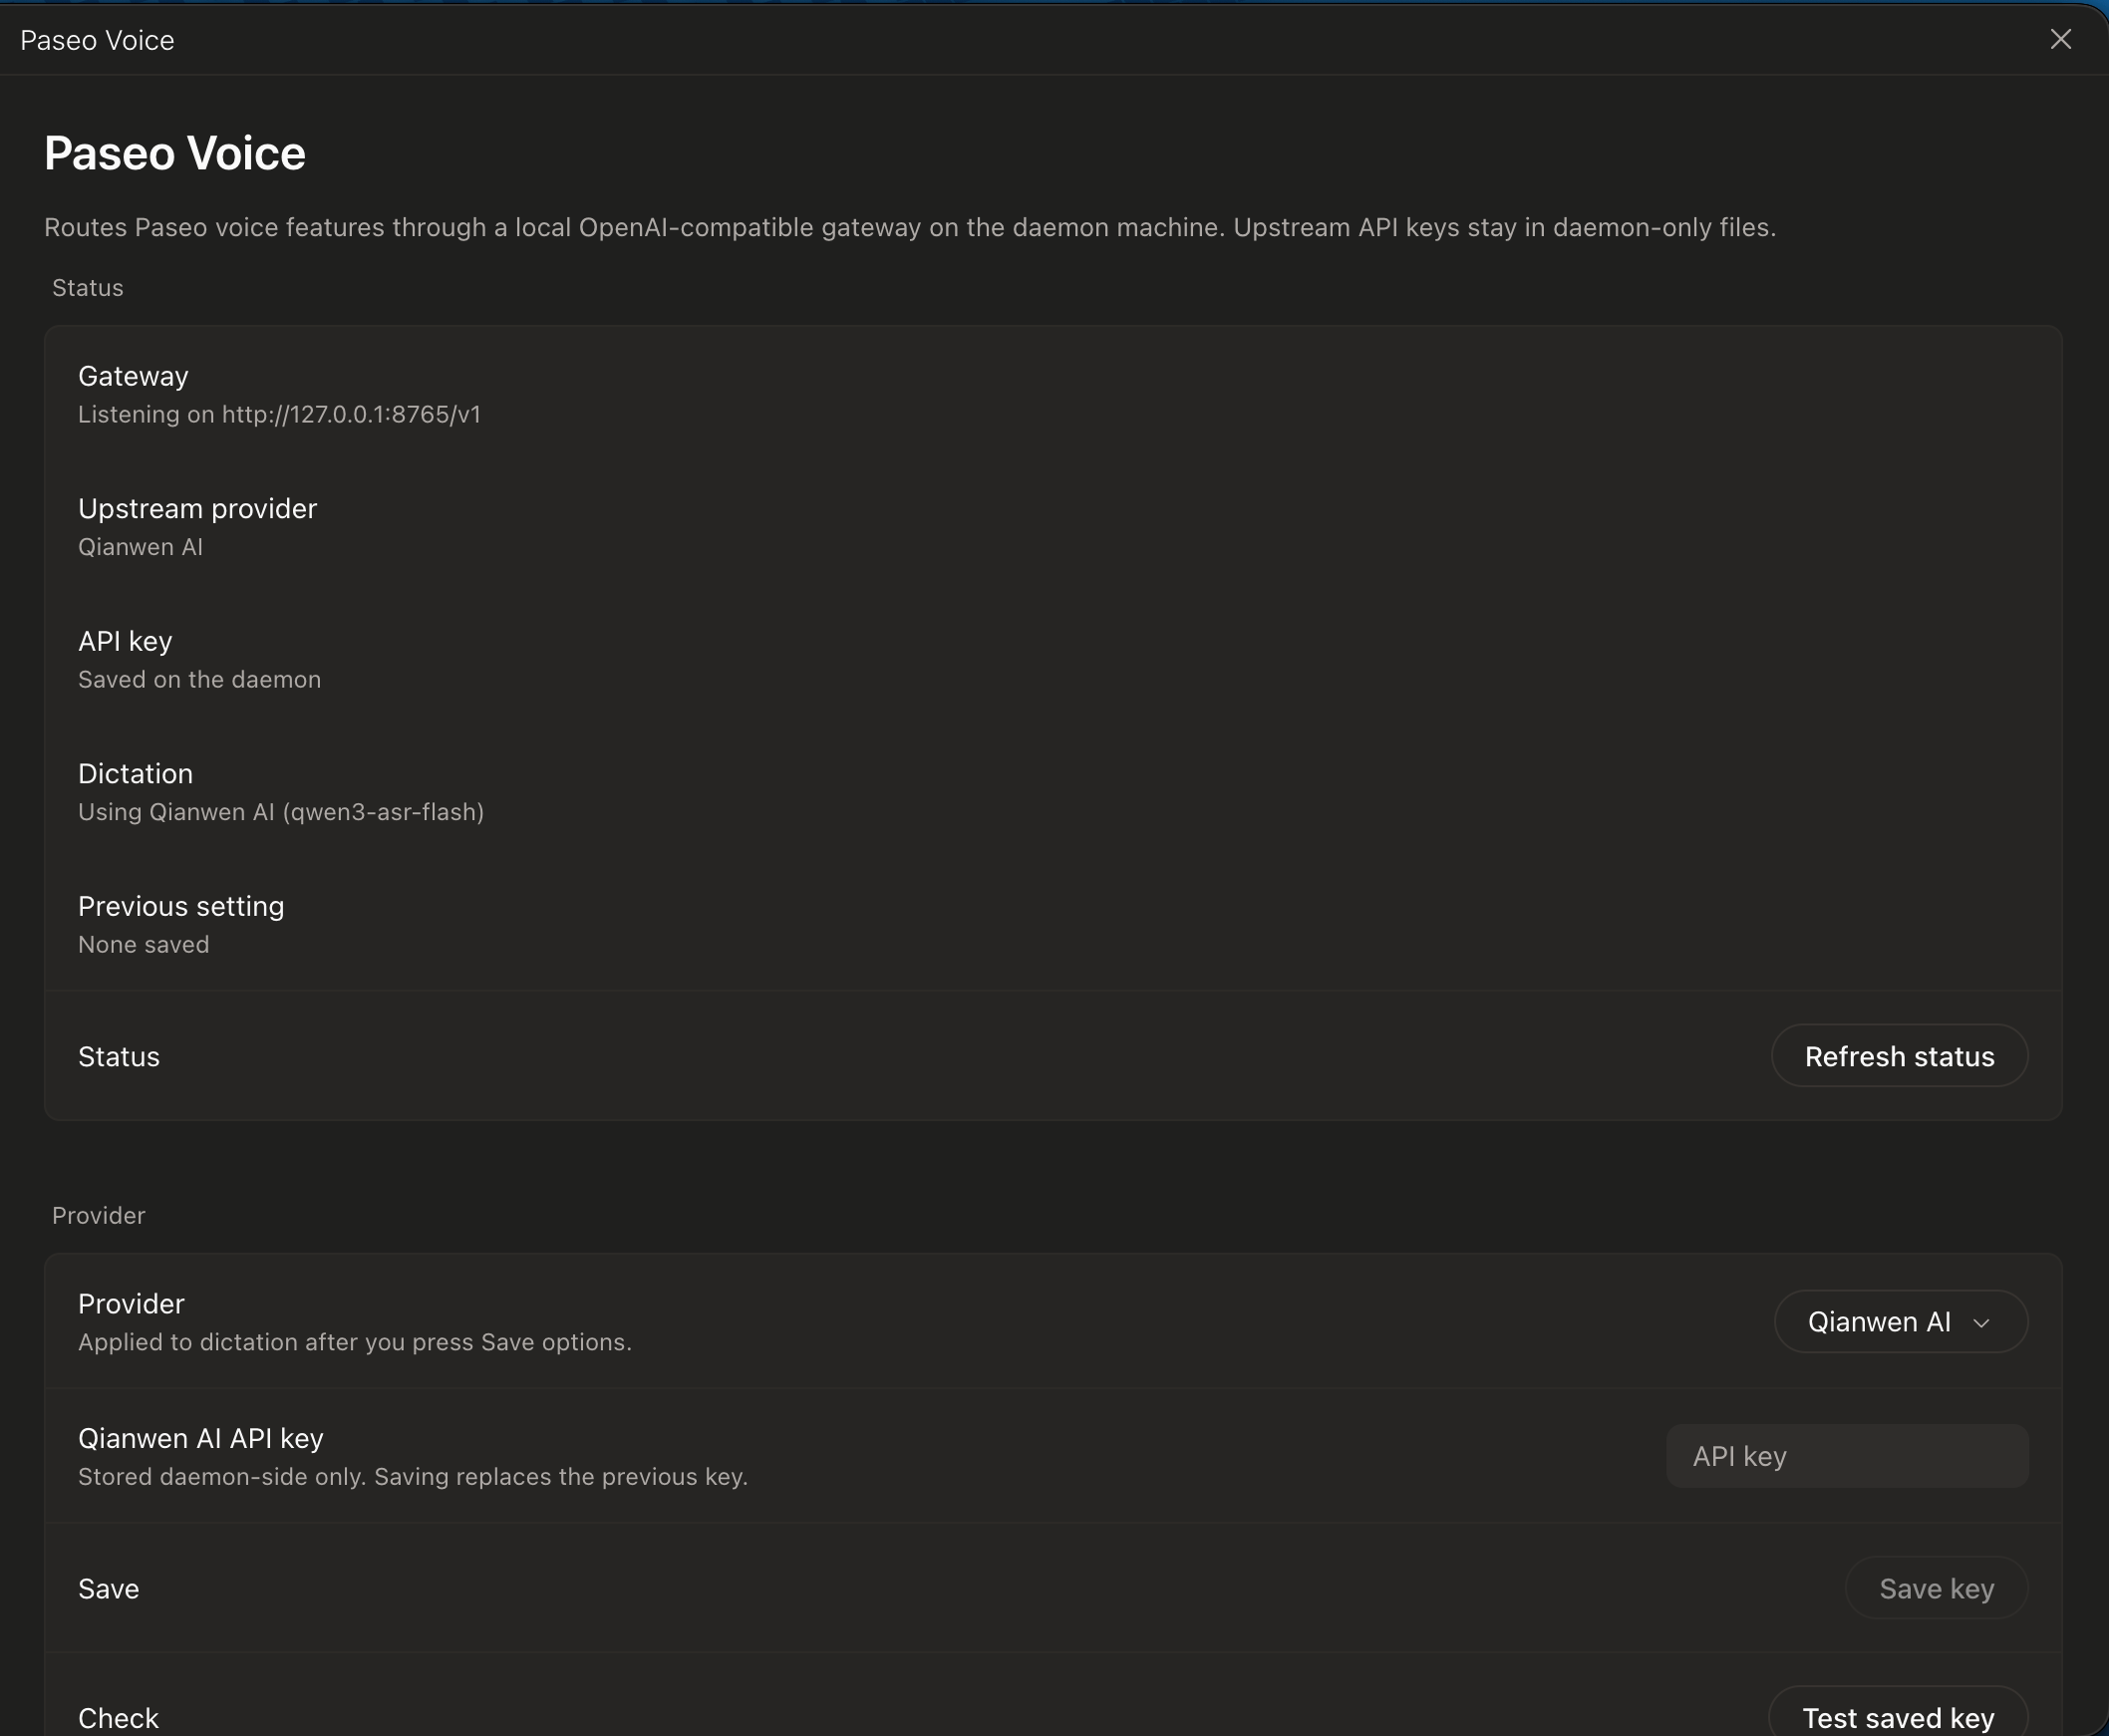 Paseo Voice
Paseo Voice
Routes Paseo voice features through a local OpenAI-compatible gateway on the daemon machine. Upstream API keys stay in daemon-only files.
Status
Gateway
Listening on http://127.0.0.1:8765/v1
Upstream provider
Qianwen AI
API key
Saved on the daemon
Dictation
Using Qianwen AI (qwen3-asr-flash)
Previous setting
None saved
Status
Refresh status
Provider
Provider
Applied to dictation after you press Save options.
Qianwen AI
Qianwen AI API key
Stored daemon-side only. Saving replaces the previous key.
API key
Save
Save key
Check
Test saved key